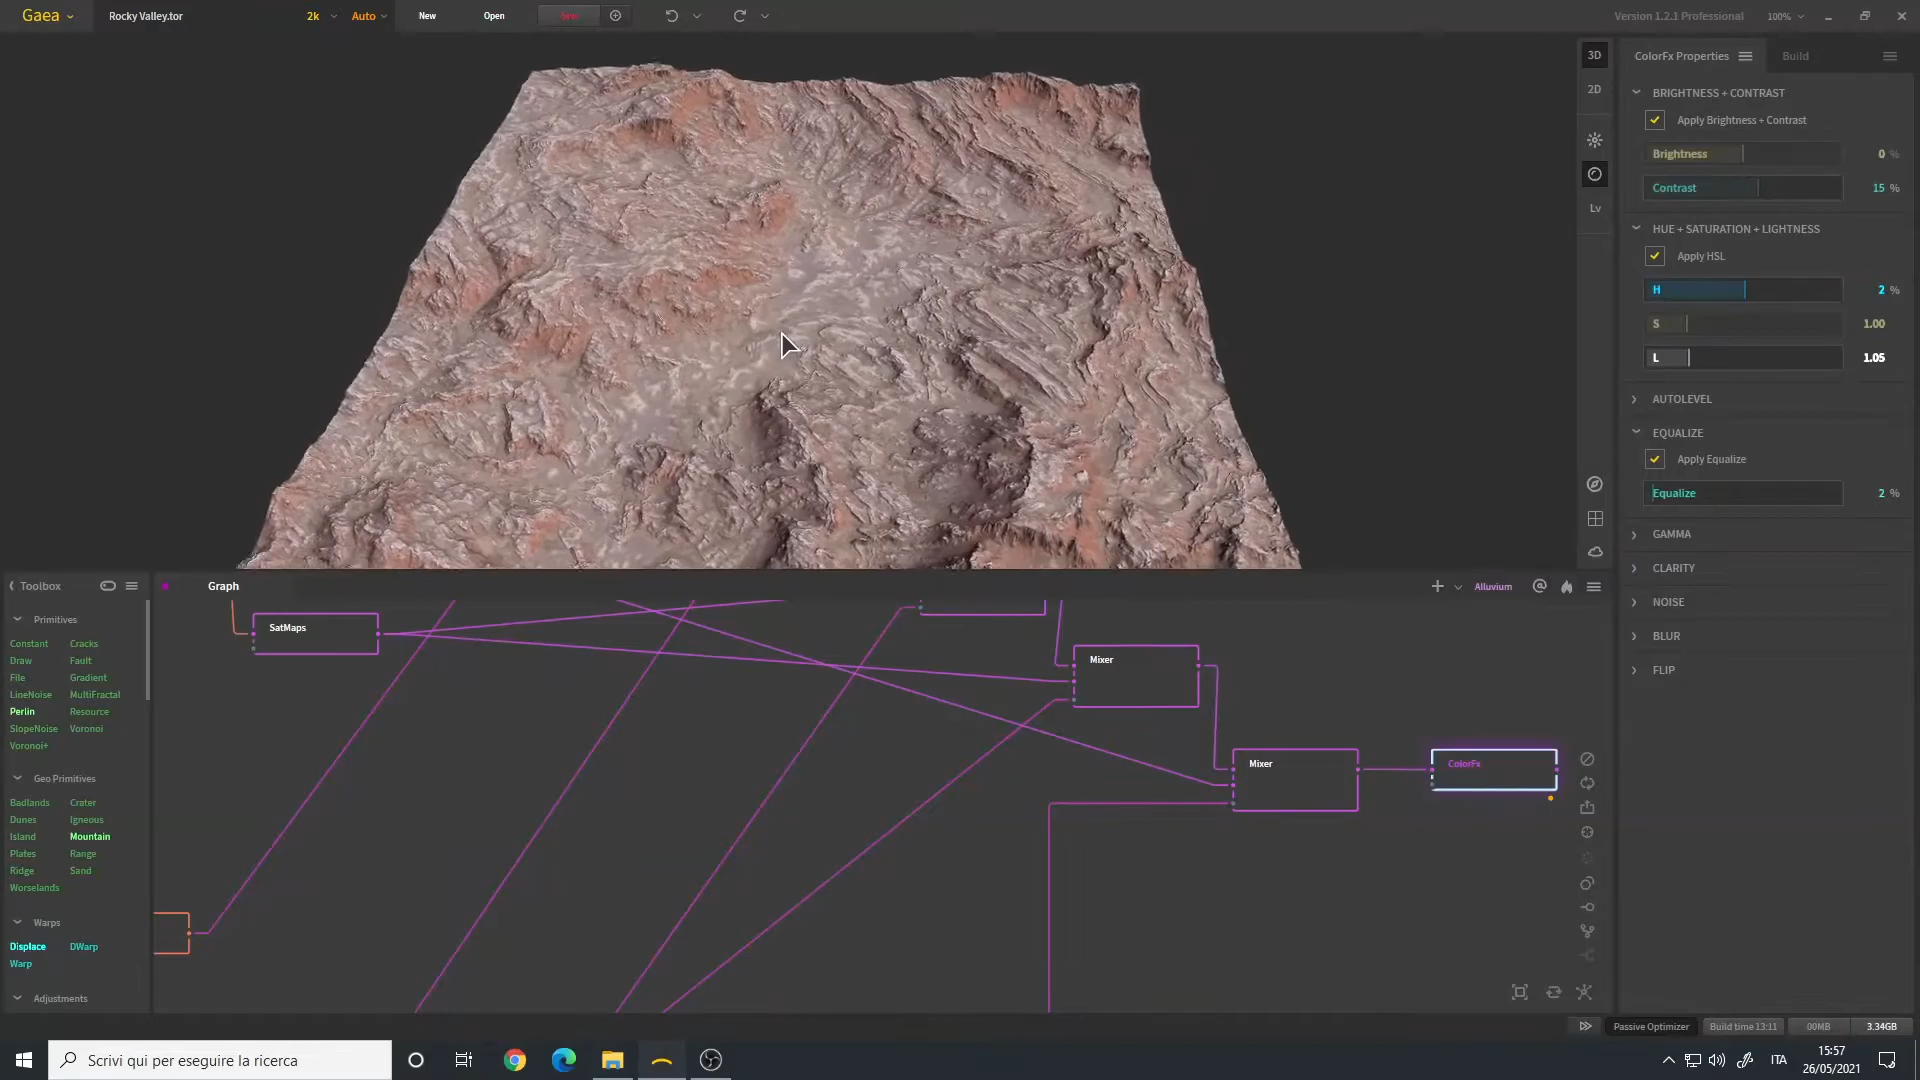 Gaea
Rocky Valley.tor
2k
Auto
New
Open
Save
Version 1.2.1 Professional
100%
3D
2D
Lv
ColorFx Properties
Build
BRIGHTNESS + CONTRAST
Apply Brightness + Contrast
Brightness 0 %
Contrast 15 %
HUE + SATURATION + LIGHTNESS
Apply HSL
H 2 %
S 1.00
L 1.05
AUTOLEVEL
EQUALIZE
Apply Equalize
Equalize 2 %
GAMMA
CLARITY
NOISE
BLUR
FLIP
Toolbox
Graph
Alluvium
Primitives
Constant Cracks
Draw Fault
File Gradient
LineNoise MultiFractal
Perlin Resource
SlopeNoise Voronoi
Voronoi+
Geo Primitives
Badlands Crater
Dunes Igneous
Island Mountain
Plates Range
Ridge Sand
Worselands
Warps
Displace DWarp
Warp
Adjustments
SatMaps
Mixer
Mixer
ColorFx
Passive Optimizer
Build time 13:11
00MB
3.34GB
Scrivi qui per eseguire la ricerca
ITA
15:57
26/05/2021